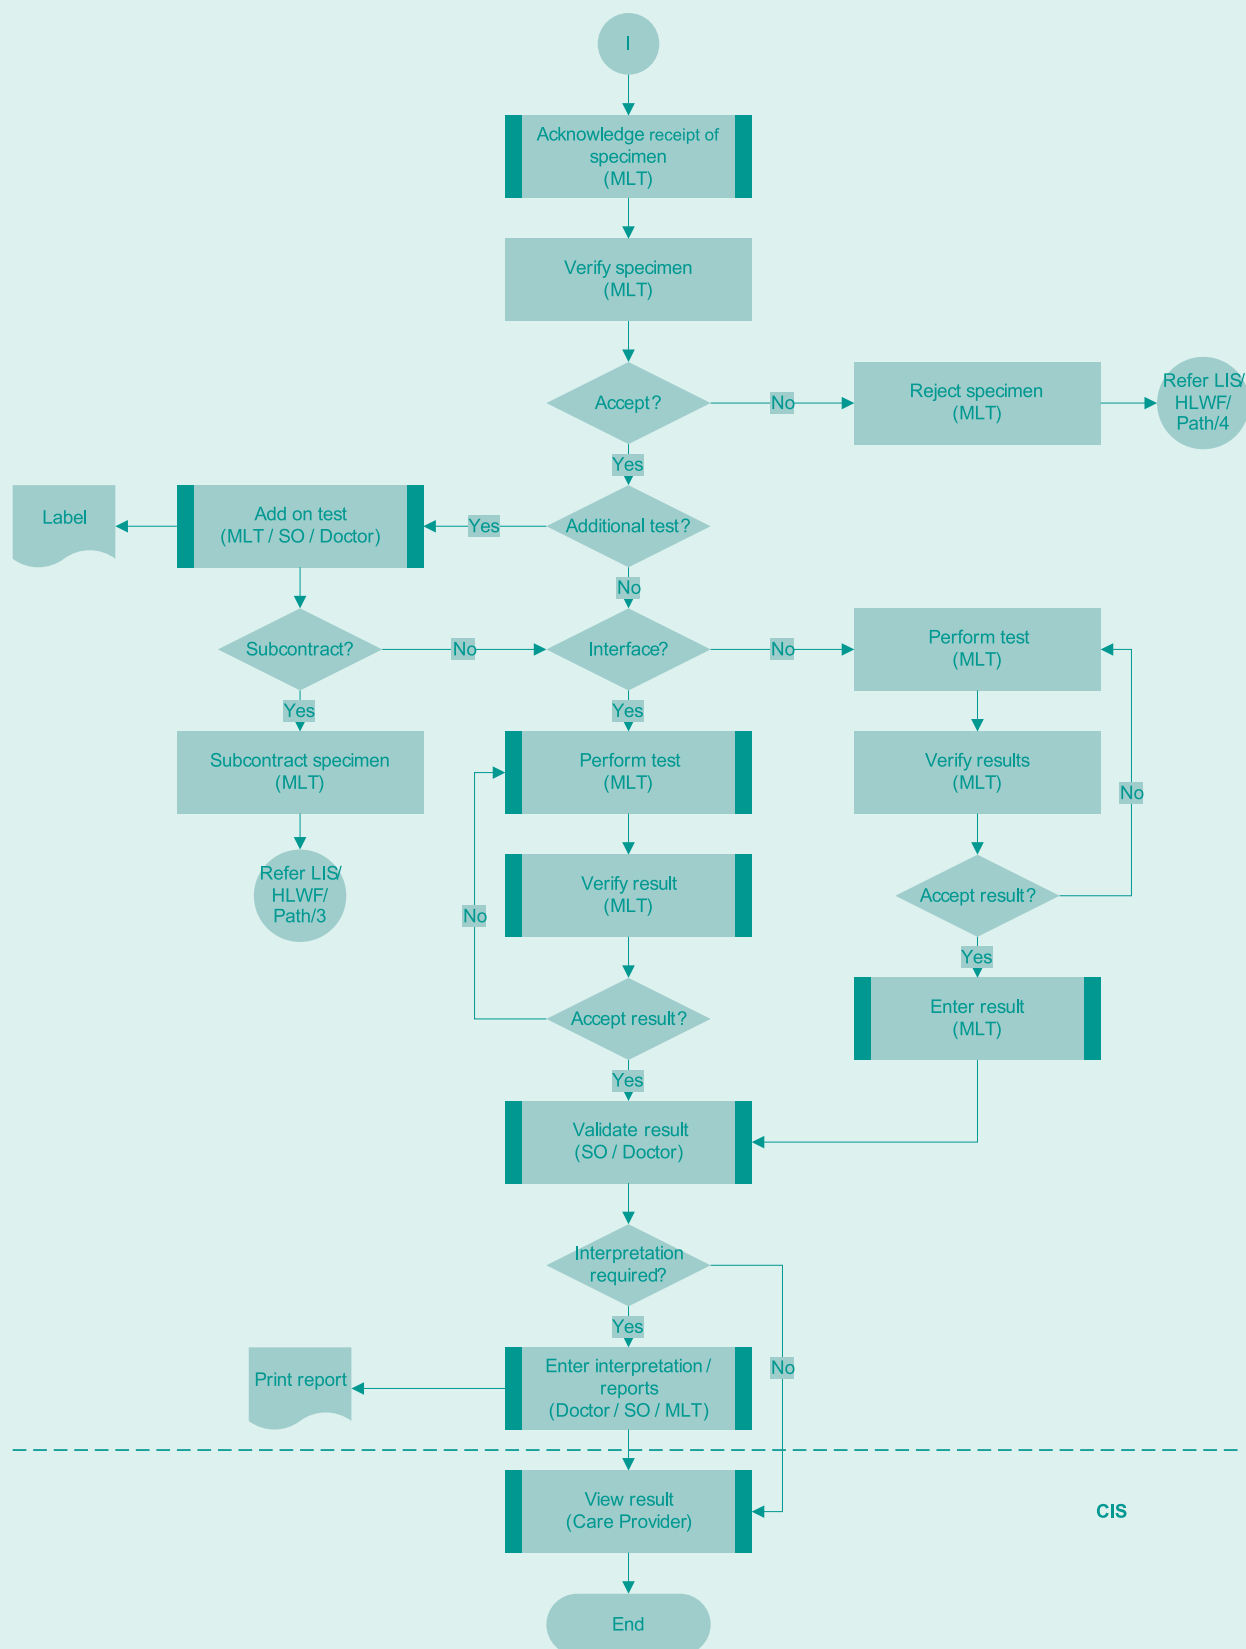 I
Acknowledge receipt of
specimen
(MLT)
Verify specimen
(MLT)
Accept?
No
Reject specimen
(MLT)
Refer LIS/
HLWF/
Path/4
Yes
Label
Add on test
(MLT / SO / Doctor)
Yes
Additional test?
No
Subcontract?
No
Interface?
No
Perform test
(MLT)
Yes
Yes
Subcontract specimen
(MLT)
Perform test
(MLT)
Verify results
(MLT)
No
Refer LIS/
HLWF/
Path/3
No
Verify result
(MLT)
Accept result?
Yes
Accept result?
Enter result
(MLT)
Yes
Validate result
(SO / Doctor)
Interpretation
required?
Yes
No
Print report
Enter interpretation /
reports
(Doctor / SO / MLT)
View result
(Care Provider)
CIS
End